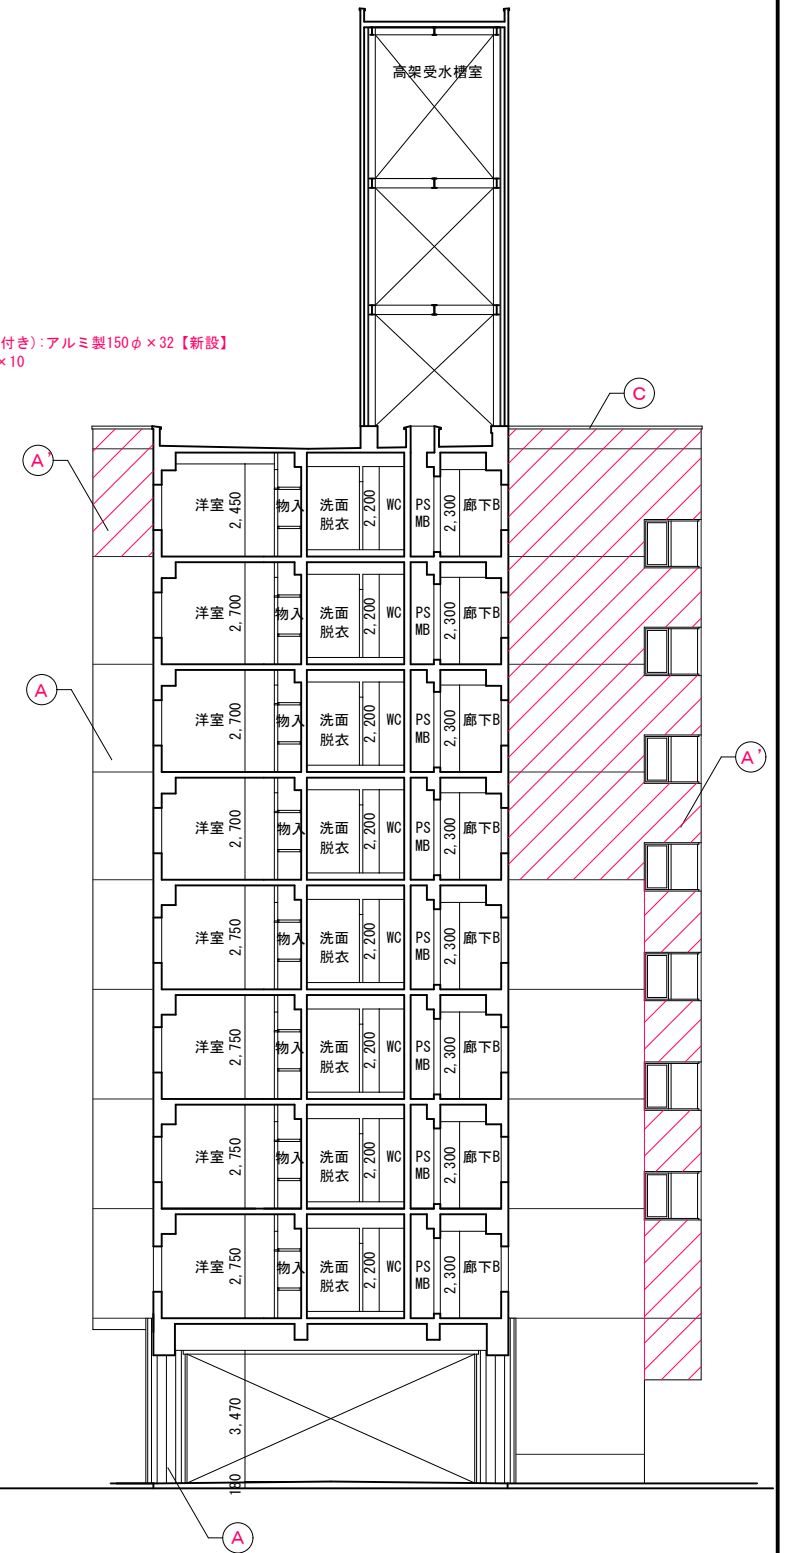 高架受水槽室
付き):アルミ製150φ×32【新設】
×10
C
A'
洋室 2,450 物入 洗面脱衣 2,200 WC PS MB 2,300 廊下B
洋室 2,700 物入 洗面脱衣 2,200 WC PS MB 2,300 廊下B
A
洋室 2,700 物入 洗面脱衣 2,200 WC PS MB 2,300 廊下B
A'
洋室 2,700 物入 洗面脱衣 2,200 WC PS MB 2,300 廊下B
洋室 2,750 物入 洗面脱衣 2,200 WC PS MB 2,300 廊下B
洋室 2,750 物入 洗面脱衣 2,200 WC PS MB 2,300 廊下B
洋室 2,750 物入 洗面脱衣 2,200 WC PS MB 2,300 廊下B
洋室 2,750 物入 洗面脱衣 2,200 WC PS MB 2,300 廊下B
3,470
180
A